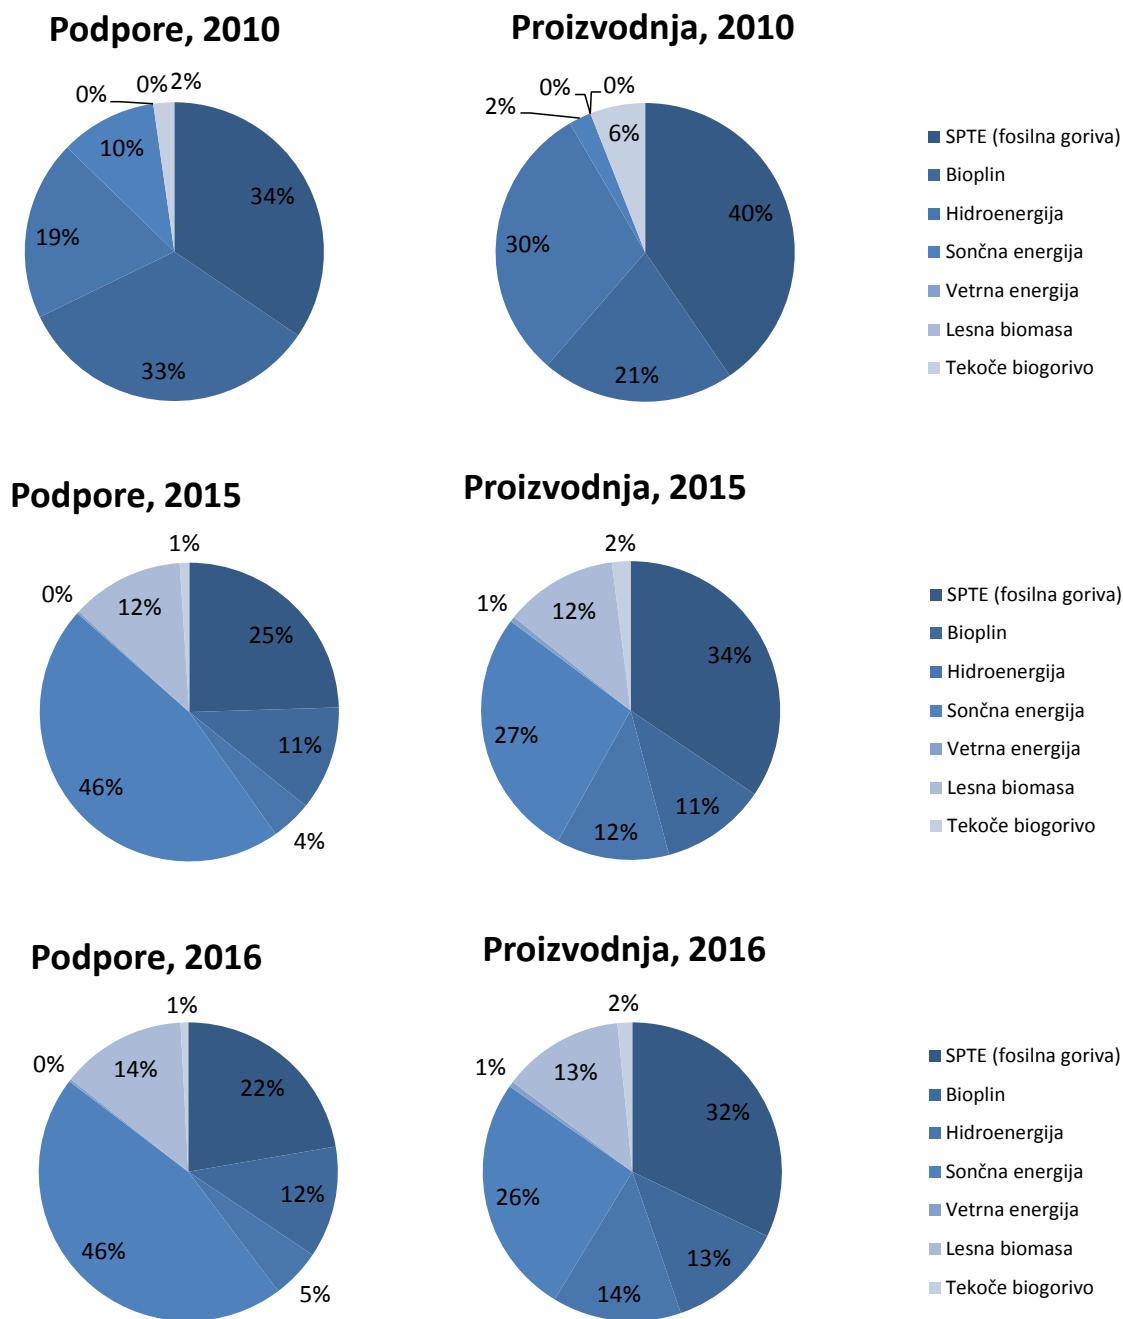 Podpore, 2010
0%
0%
2%
10%
34%
19%
33%
Proizvodnja, 2010
0%
0%
2%
6%
40%
30%
21%
SPTE (fosilna goriva)
Bioplin
Hidroenergija
Sončna energija
Vetrna energija
Lesna biomasa
Tekoče biogorivo
Podpore, 2015
1%
0%
12%
25%
11%
46%
4%
Proizvodnja, 2015
2%
1%
12%
34%
27%
11%
12%
SPTE (fosilna goriva)
Bioplin
Hidroenergija
Sončna energija
Vetrna energija
Lesna biomasa
Tekoče biogorivo
Podpore, 2016
1%
0%
14%
22%
12%
46%
5%
Proizvodnja, 2016
2%
1%
13%
32%
26%
13%
14%
SPTE (fosilna goriva)
Bioplin
Hidroenergija
Sončna energija
Vetrna energija
Lesna biomasa
Tekoče biogorivo